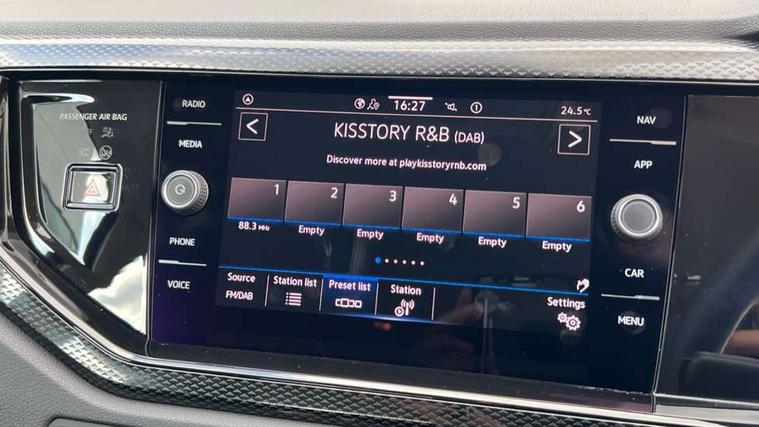 PASSENGER AIR BAG
RADIO
MEDIA
PHONE
VOICE
16:27
1
24.5°C
KISSTORY R&B (DAB)
Discover more at playkisstoryrnb.com
1 2 3 4 5 6
88.3 MHz Empty Empty Empty Empty Empty
Source Station list Preset list Station Settings
FM/DAB
NAV
APP
CAR
MENU